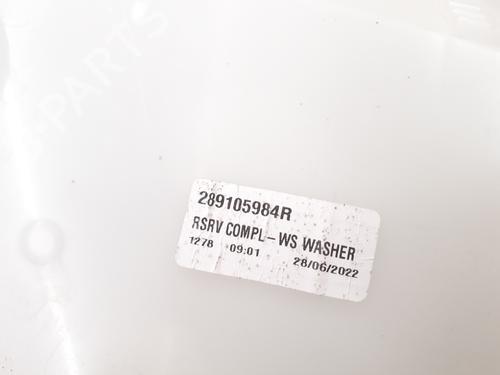 289105984R
RSRV COMPL-WS WASHER
1278 09:01 28/06/2022